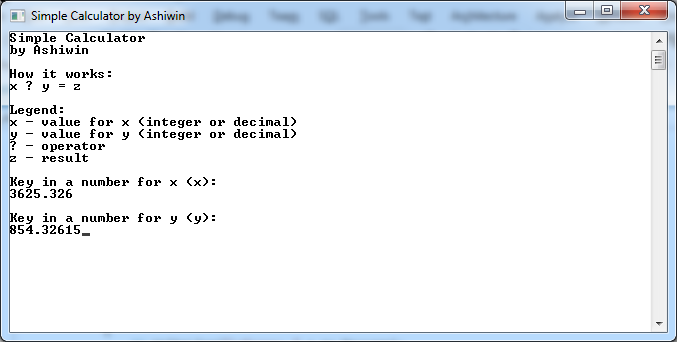 Simple Calculator by Ashiwin
Simple Calculator
by Ashiwin
How it works:
x ? y = z
Legend:
x - value for x (integer or decimal)
y - value for y (integer or decimal)
? - operator
z - result
Key in a number for x (x):
3625.326
Key in a number for y (y):
854.32615_